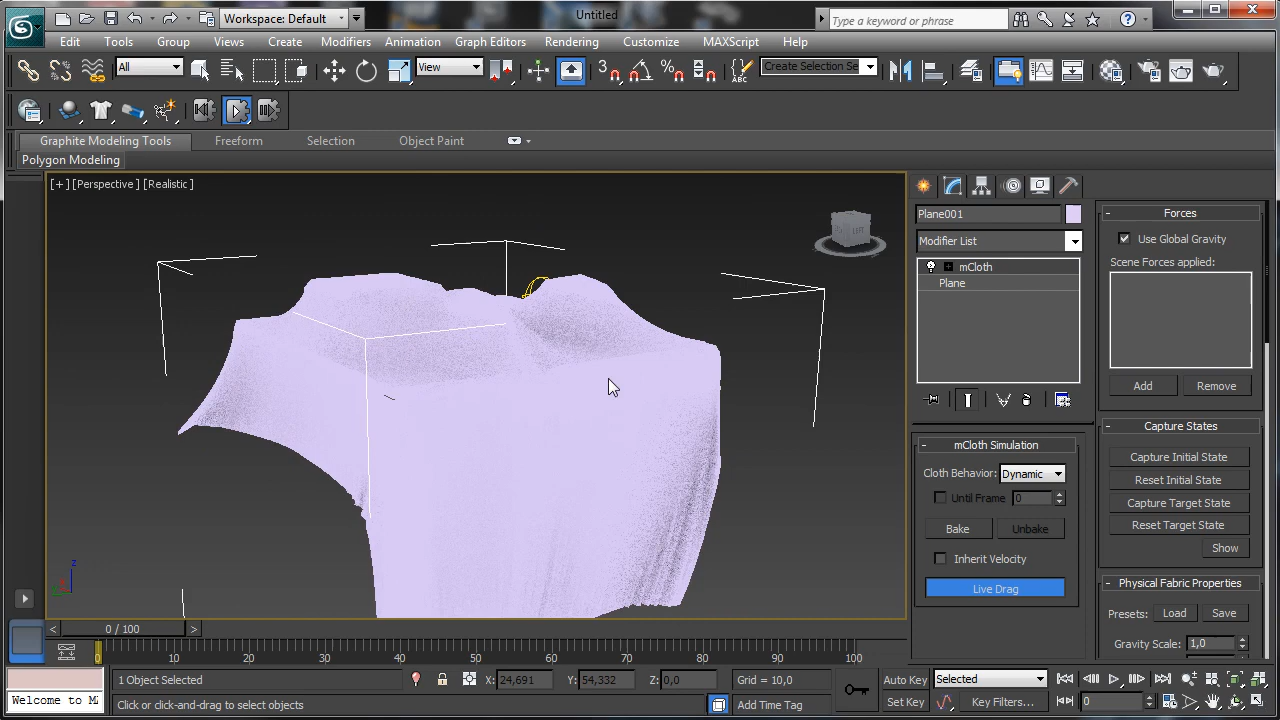 Untitled
Workspace: Default
Type a keyword or phrase
Edit Tools Group Views Create Modifiers Animation Graph Editors Rendering Customize MAXScript Help
All
View
Create Selection Se
Graphite Modeling Tools Freeform Selection Object Paint
Polygon Modeling
[+] [Perspective] [Realistic]
LEFT
Plane001
Modifier List
mCloth
Plane
mCloth Simulation
Cloth Behavior: Dynamic
Until Frame 0
Bake Unbake
Inherit Velocity
Live Drag
Forces
Use Global Gravity
Scene Forces applied:
Add Remove
Capture States
Capture Initial State
Reset Initial State
Capture Target State
Reset Target State
Show
Physical Fabric Properties
Presets: Load Save
Gravity Scale: 1,0
z
< 0 / 100 >
0 10 20 30 40 50 60 70 80 90 100
1 Object Selected X: 24,691 Y: 54,332 Z: 0,0 Grid = 10,0 Auto Key Selected
Welcome to M
Click or click-and-drag to select objects Add Time Tag Set Key Key Filters... 0